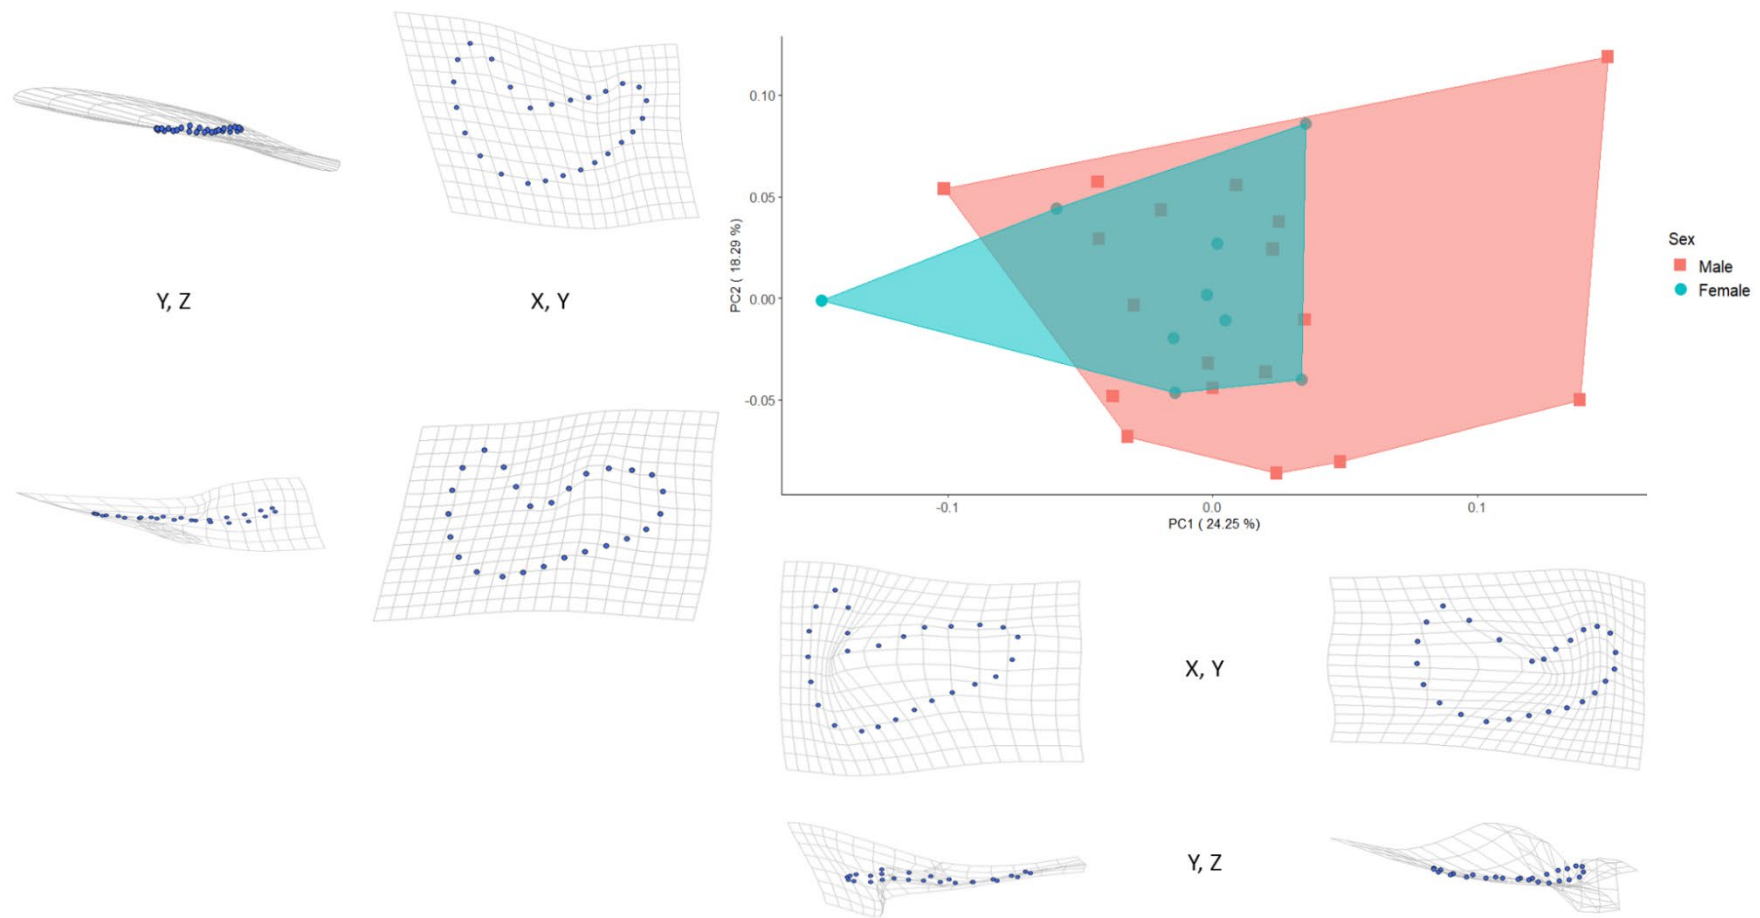 Y, Z
X, Y
PC2 ( 18.29 %)
0.10
0.05
0.00
-0.05
-0.1
0.0
0.1
PC1 ( 24.25 %)
Sex
Male
Female
X, Y
Y, Z